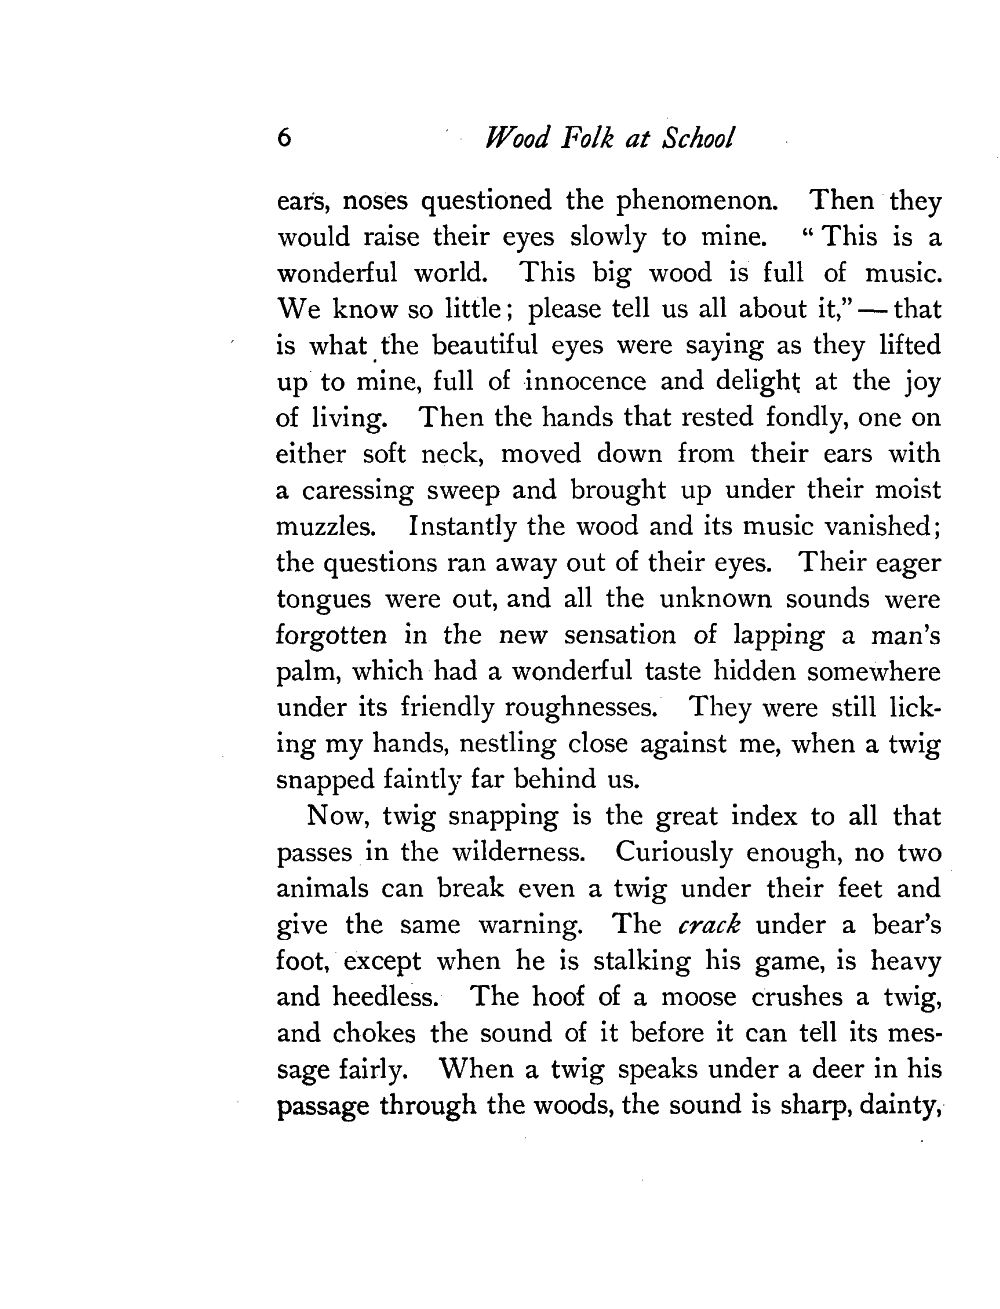 6 Wood Folk at School
ears, noses questioned the phenomenon. Then they
would raise their eyes slowly to mine. “This is a
wonderful world. This big wood is full of music.
We know so little; please tell us all about it,” — that
is what the beautiful eyes were saying as they lifted
up to mine, full of innocence and delight at the joy
of living. Then the hands that rested fondly, one on
either soft neck, moved down from their ears with
a caressing sweep and brought up under their moist
muzzles. Instantly the wood and its music vanished;
the questions ran away out of their eyes. Their eager
tongues were out, and all the unknown sounds were
forgotten in the new sensation of lapping a man’s
palm, which had a wonderful taste hidden somewhere
under its friendly roughnesses. They were still lick-
ing my hands, nestling close against me, when a twig
snapped faintly far behind us.
Now, twig snapping is the great index to all that
passes in the wilderness. Curiously enough, no two
animals can break even a twig under their feet and
give the same warning. The crack under a bear’s
foot, except when he is stalking his game, is heavy
and heedless. The hoof of a moose crushes a twig,
and chokes the sound of it before it can tell its mes-
sage fairly. When a twig speaks under a deer in his
passage through the woods, the sound is sharp, dainty,